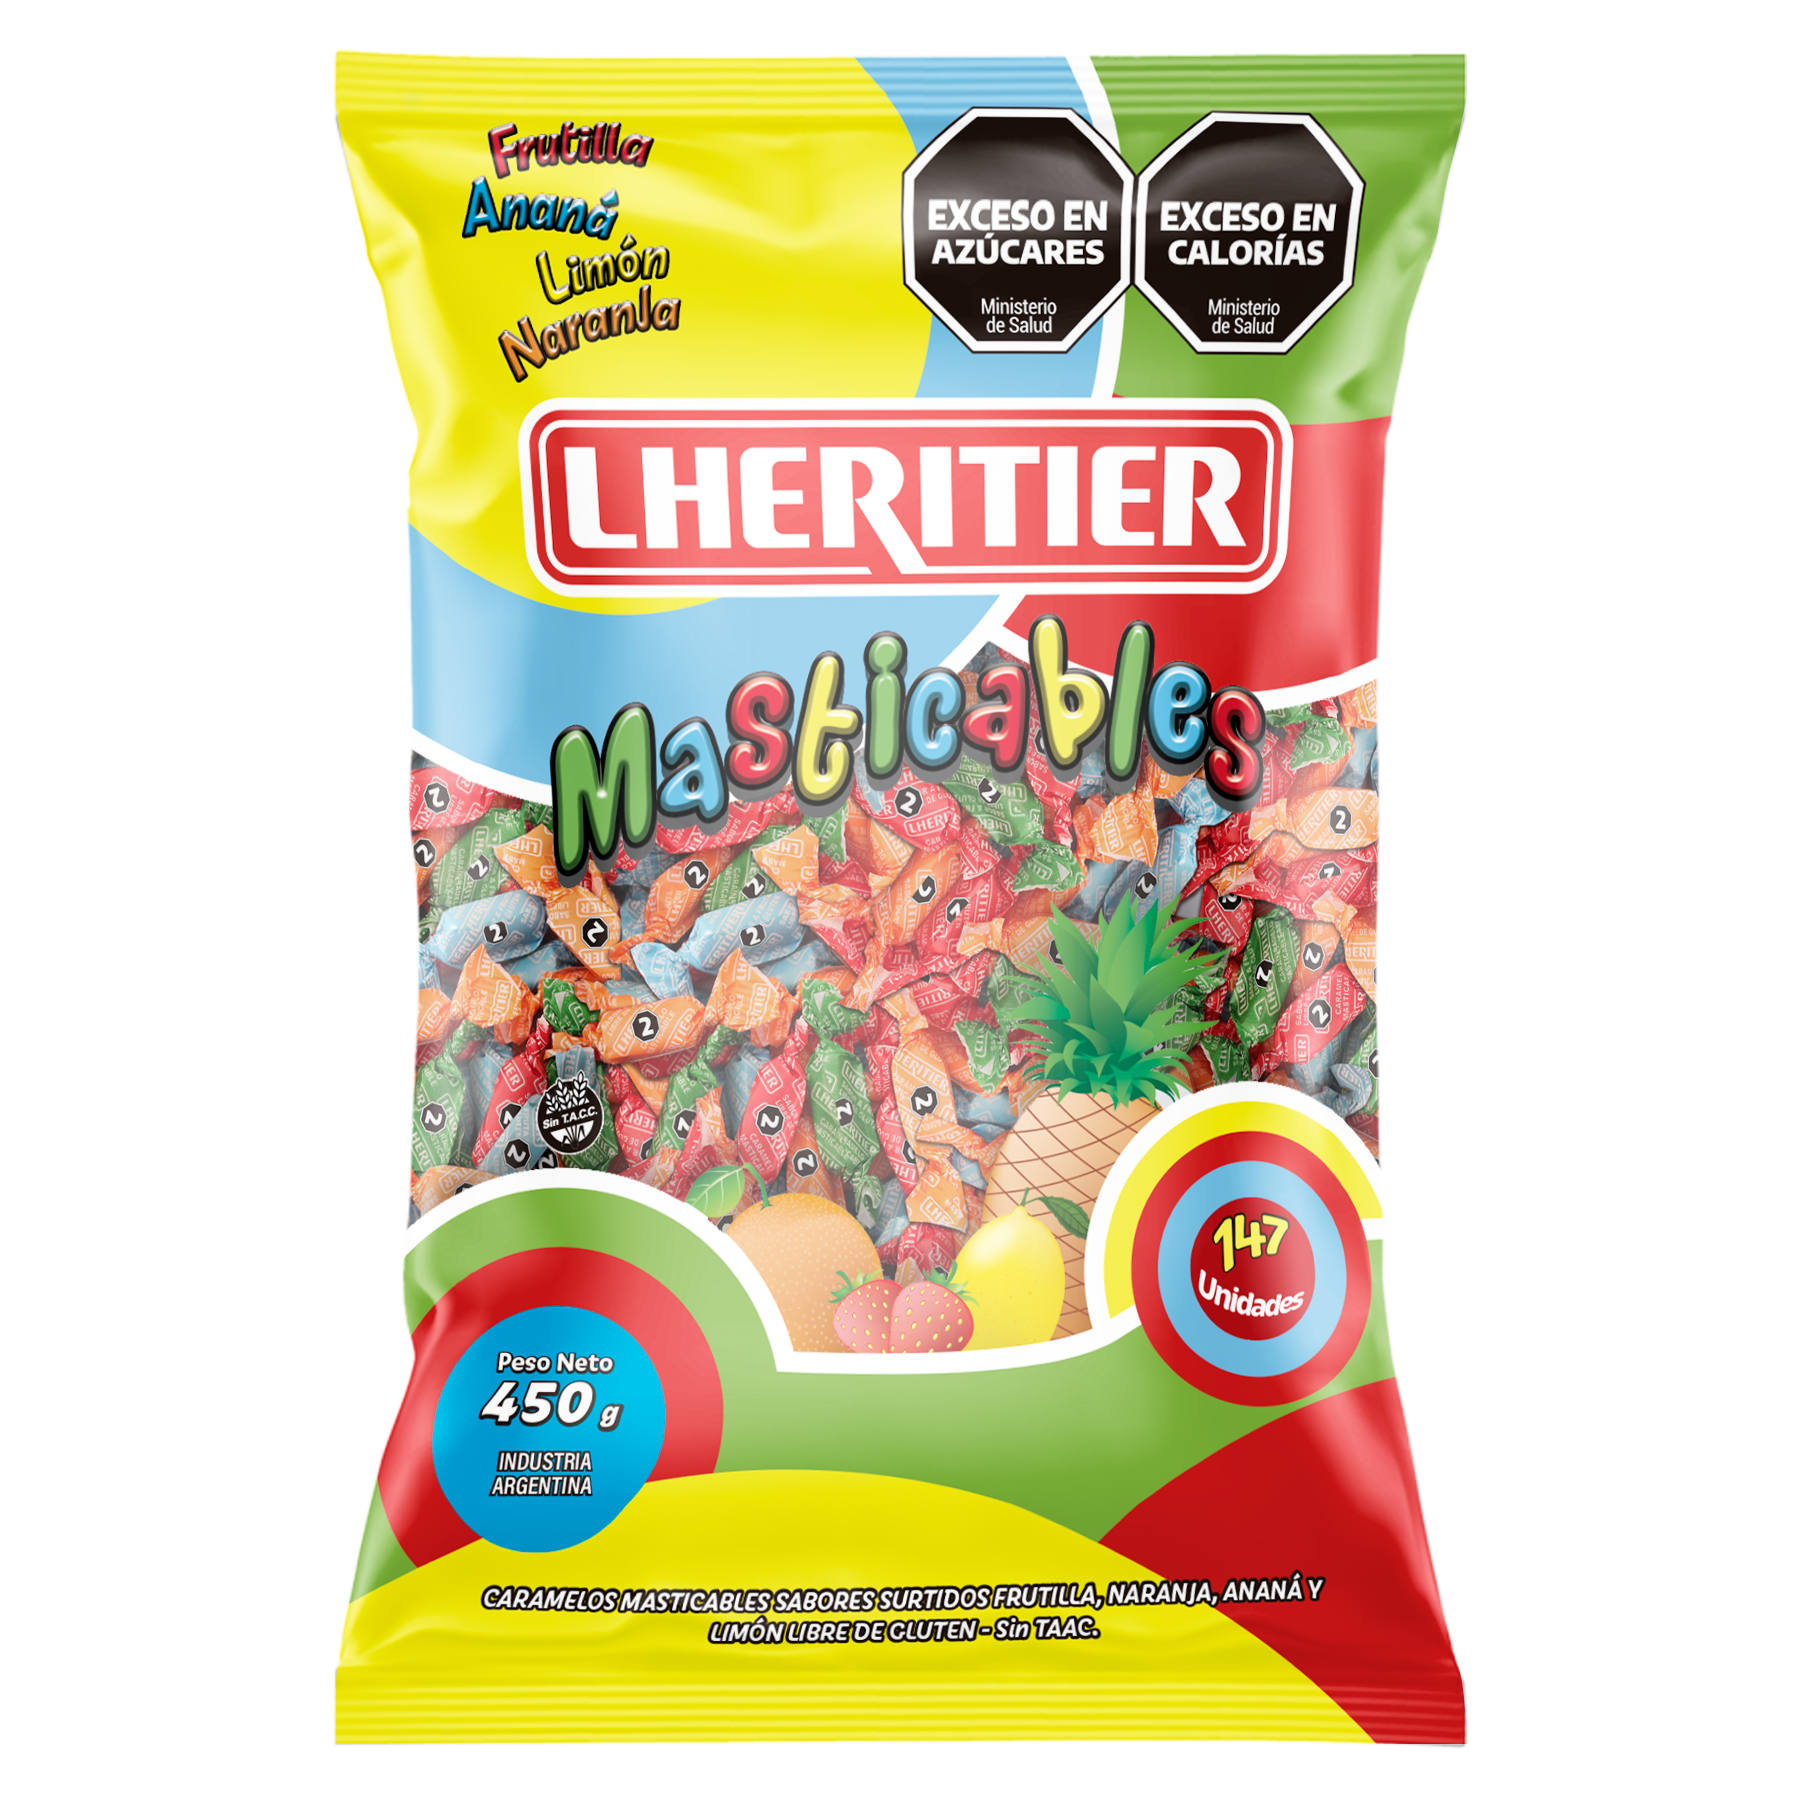 Frutilla
Ananá
Limón
NaranJa
EXCESO EN
AZÚCARES
Ministerio
de Salud
EXCESO EN
CALORÍAS
Ministerio
de Salud
LHERITIER
Masticables
Sin T.A.C.C.
147
Unidades
Peso Neto
450 g
INDUSTRIA
ARGENTINA
CARAMELOS MASTICABLES SABORES SURTIDOS FRUTILLA, NARANJA, ANANÁ Y
LIMÓN LIBRE DE GLUTEN - Sin TAAC.